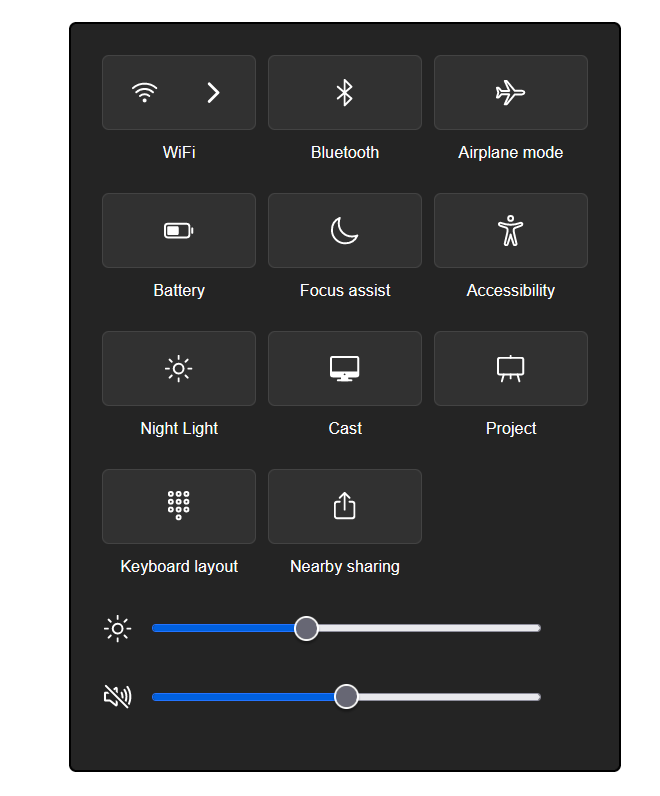 WiFi
Bluetooth
Airplane mode
Battery
Focus assist
Accessibility
Night Light
Cast
Project
Keyboard layout
Nearby sharing